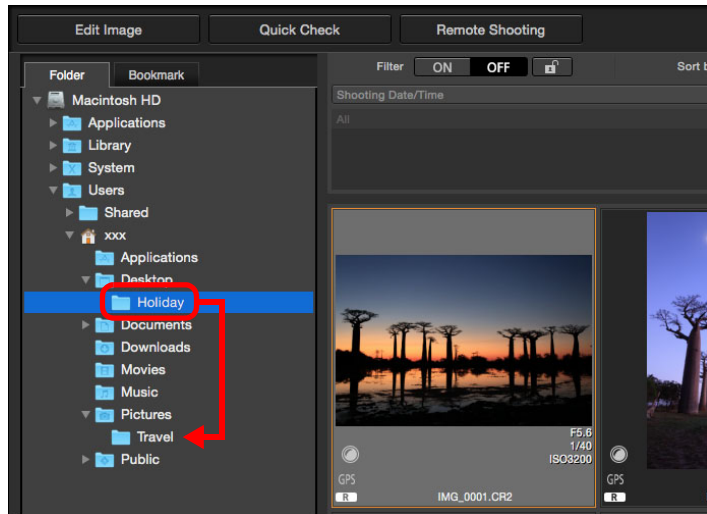 Edit Image
Quick Check
Remote Shooting
Folder
Bookmark
Macintosh HD
Applications
Library
System
Users
Shared
xxx
Applications
Desktop
Holiday
Documents
Downloads
Movies
Music
Pictures
Travel
Public
Filter ON OFF
Sort b
Shooting Date/Time
All
F5.6
1/40
ISO3200
GPS
R
IMG_0001.CR2
GPS
R